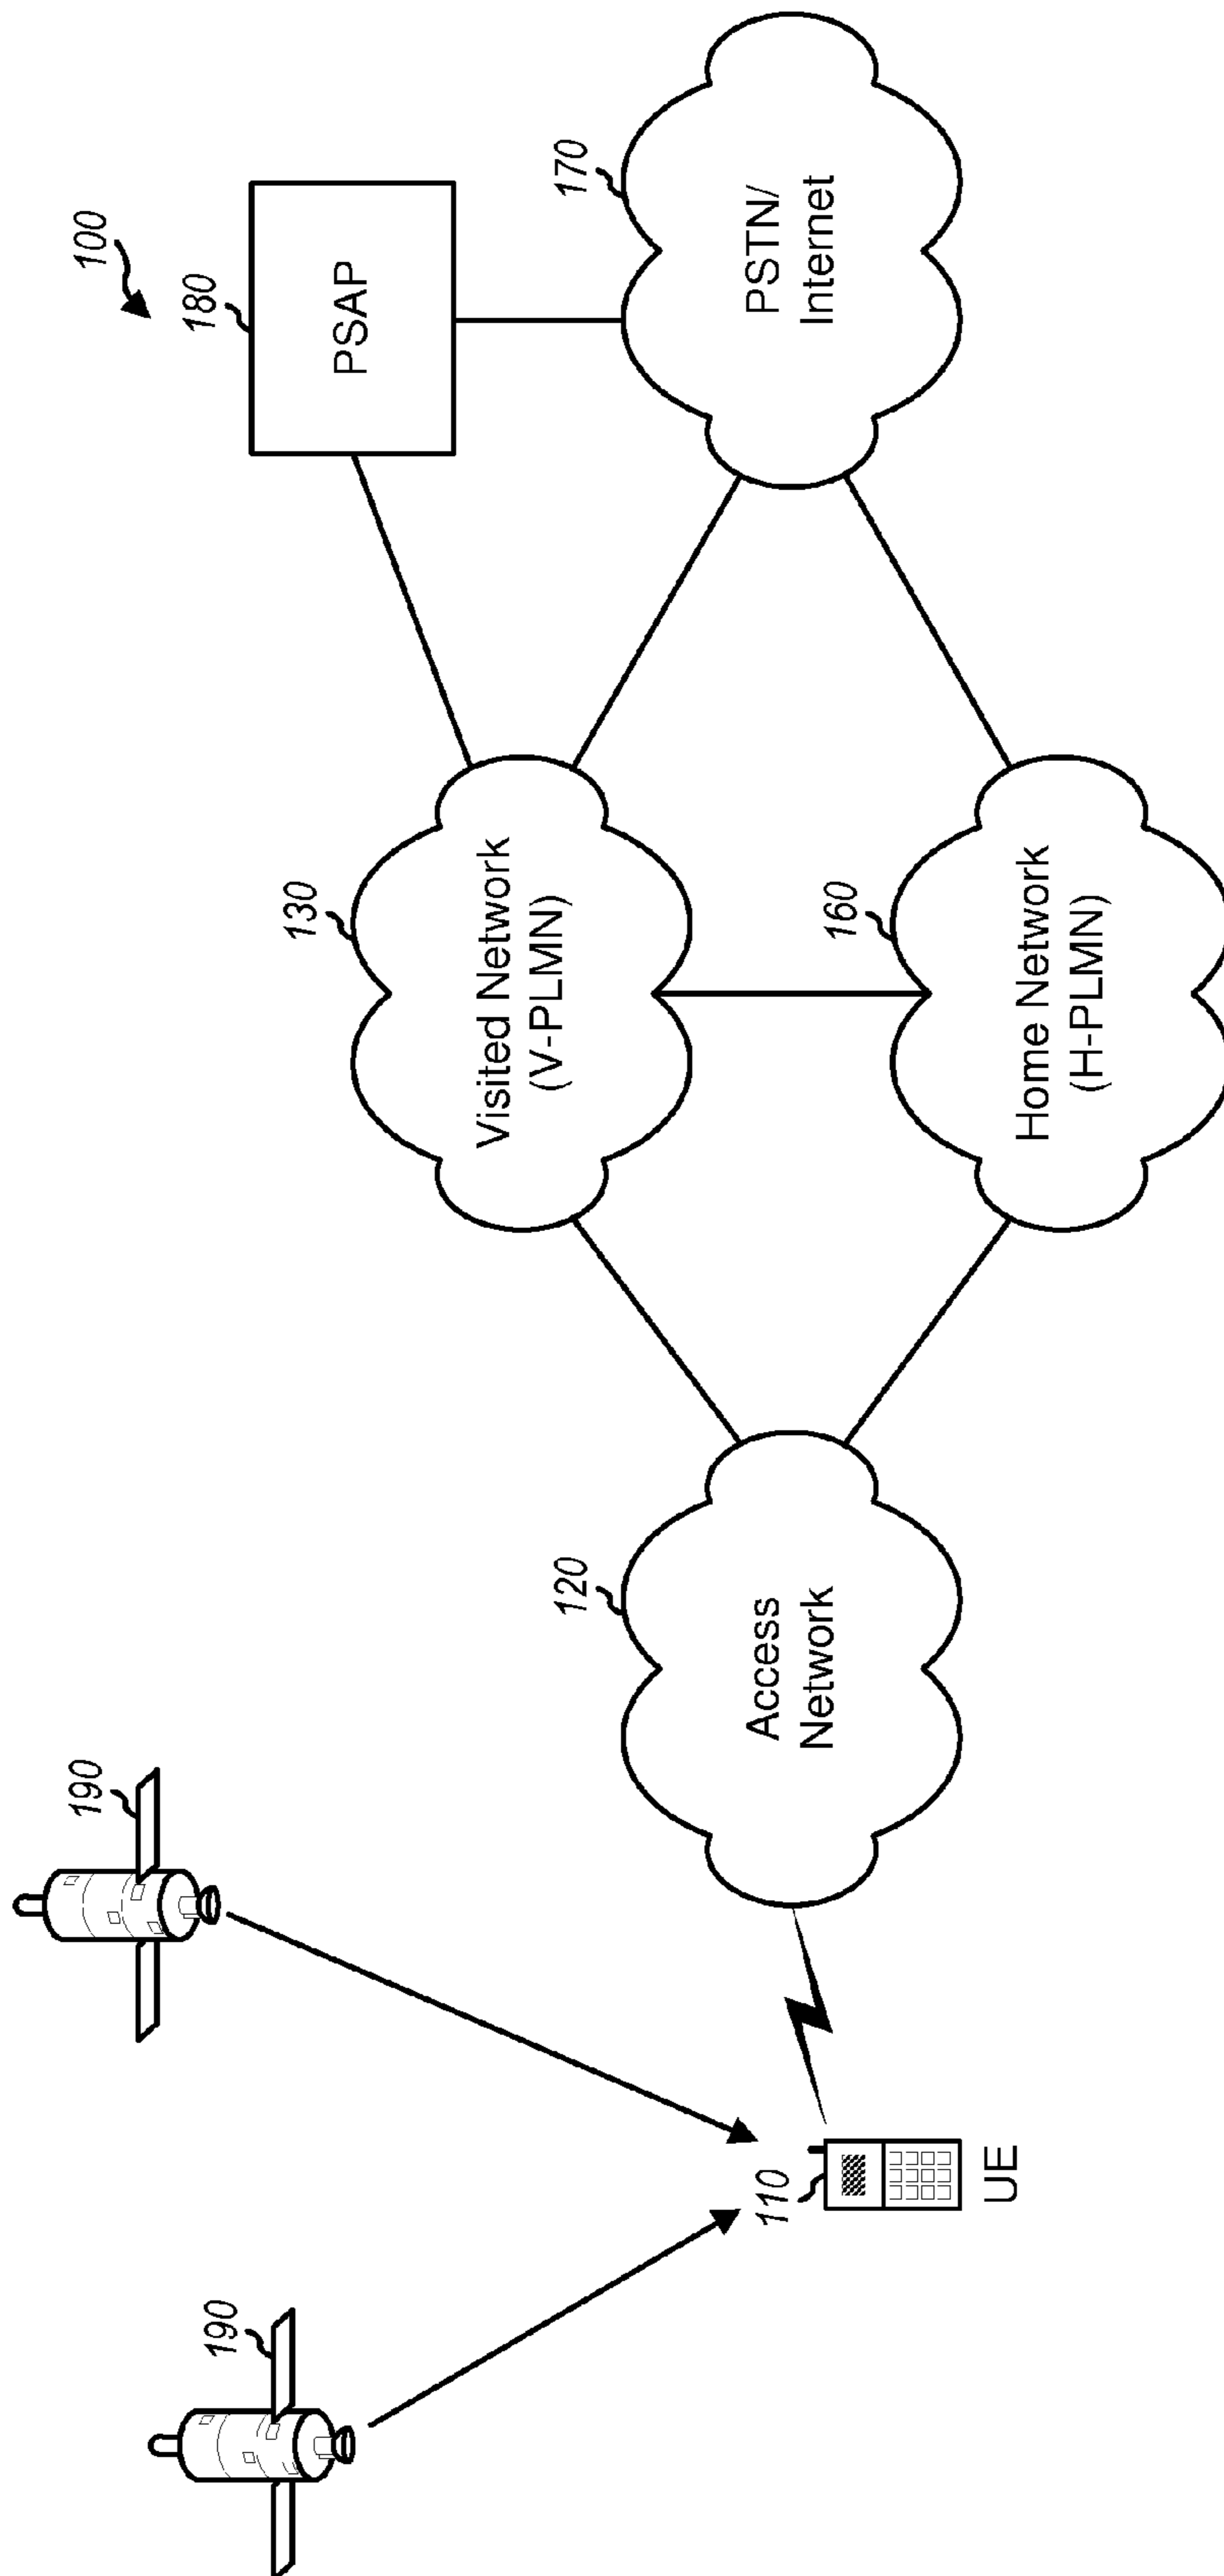 100
190
190
180
PSAP
130
Visited Network
(V-PLMN)
120
Access
Network
170
PSTN/
Internet
110
UE
160
Home Network
(H-PLMN)